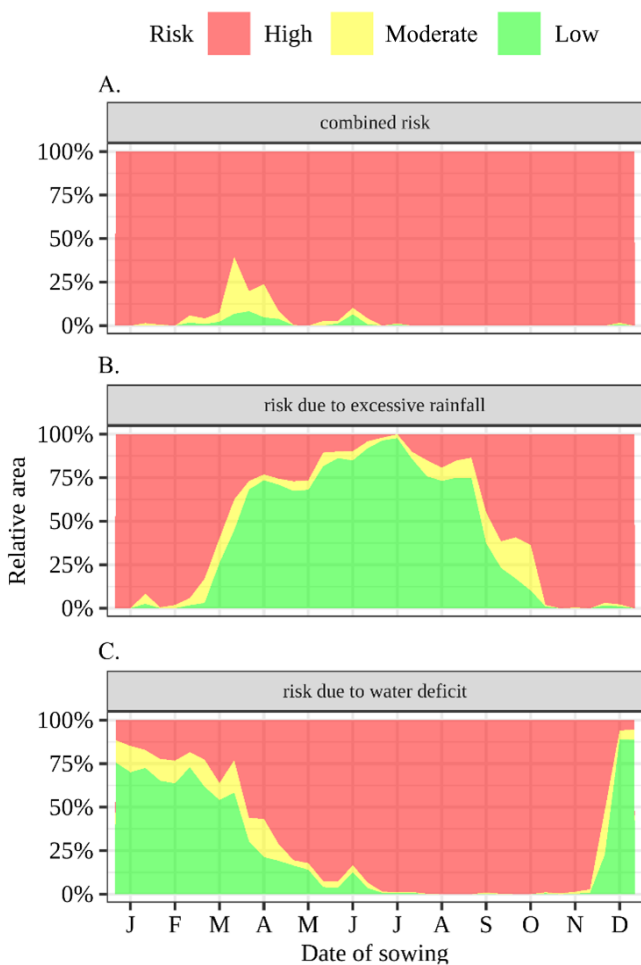 Risk High Moderate Low
A.
combined risk
100%
75%
50%
25%
0%
B.
risk due to excessive rainfall
100%
75%
50%
25%
0%
Relative area
C.
risk due to water deficit
100%
75%
50%
25%
0%
J F M A M J J A S O N D
Date of sowing